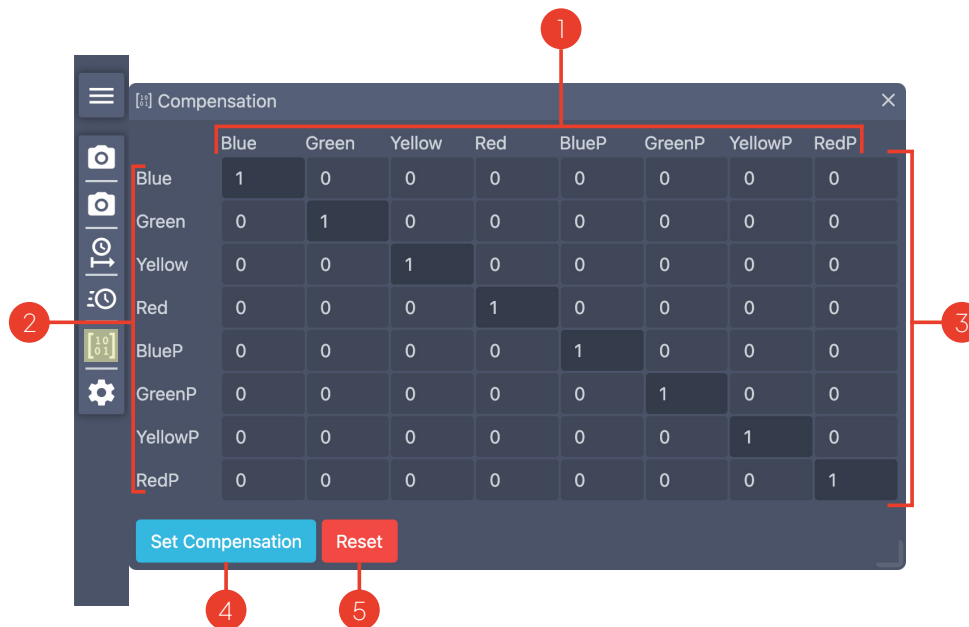 1
Compensation
Blue Green Yellow Red BlueP GreenP YellowP RedP
Blue 1 0 0 0 0 0 0 0
Green 0 1 0 0 0 0 0 0
Yellow 0 0 1 0 0 0 0 0
Red 0 0 0 1 0 0 0 0
2
3
BlueP 0 0 0 0 1 0 0 0
GreenP 0 0 0 0 0 1 0 0
YellowP 0 0 0 0 0 0 1 0
RedP 0 0 0 0 0 0 0 1
Set Compensation Reset
4 5